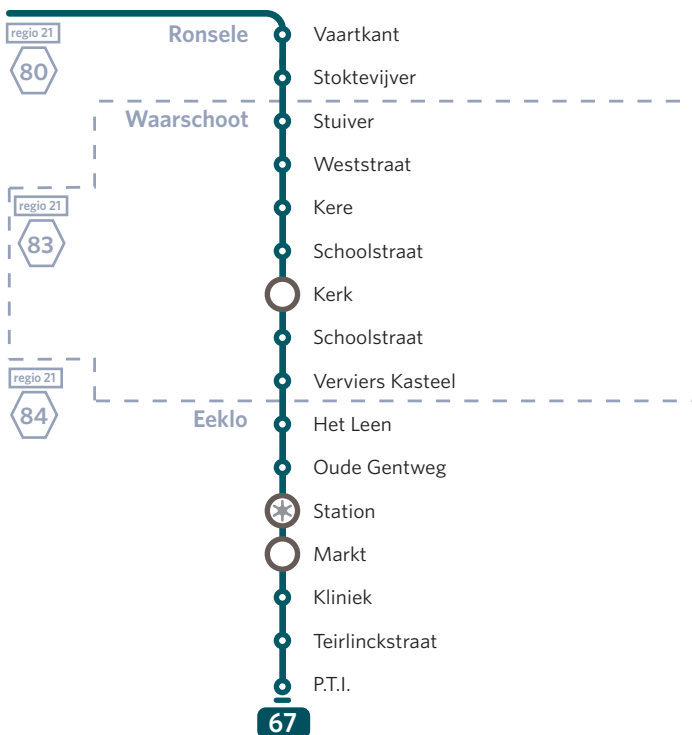 regio 21
80
Ronsele
Vaartkant
Stoktevijver
Waarschoot
Stuiver
Weststraat
regio 21
83
Kere
Schoolstraat
Kerk
Schoolstraat
regio 21
84
Verviers Kasteel
Eeklo
Het Leen
Oude Gentweg
Station
Markt
Kliniek
Teirlinckstraat
P.T.I.
67